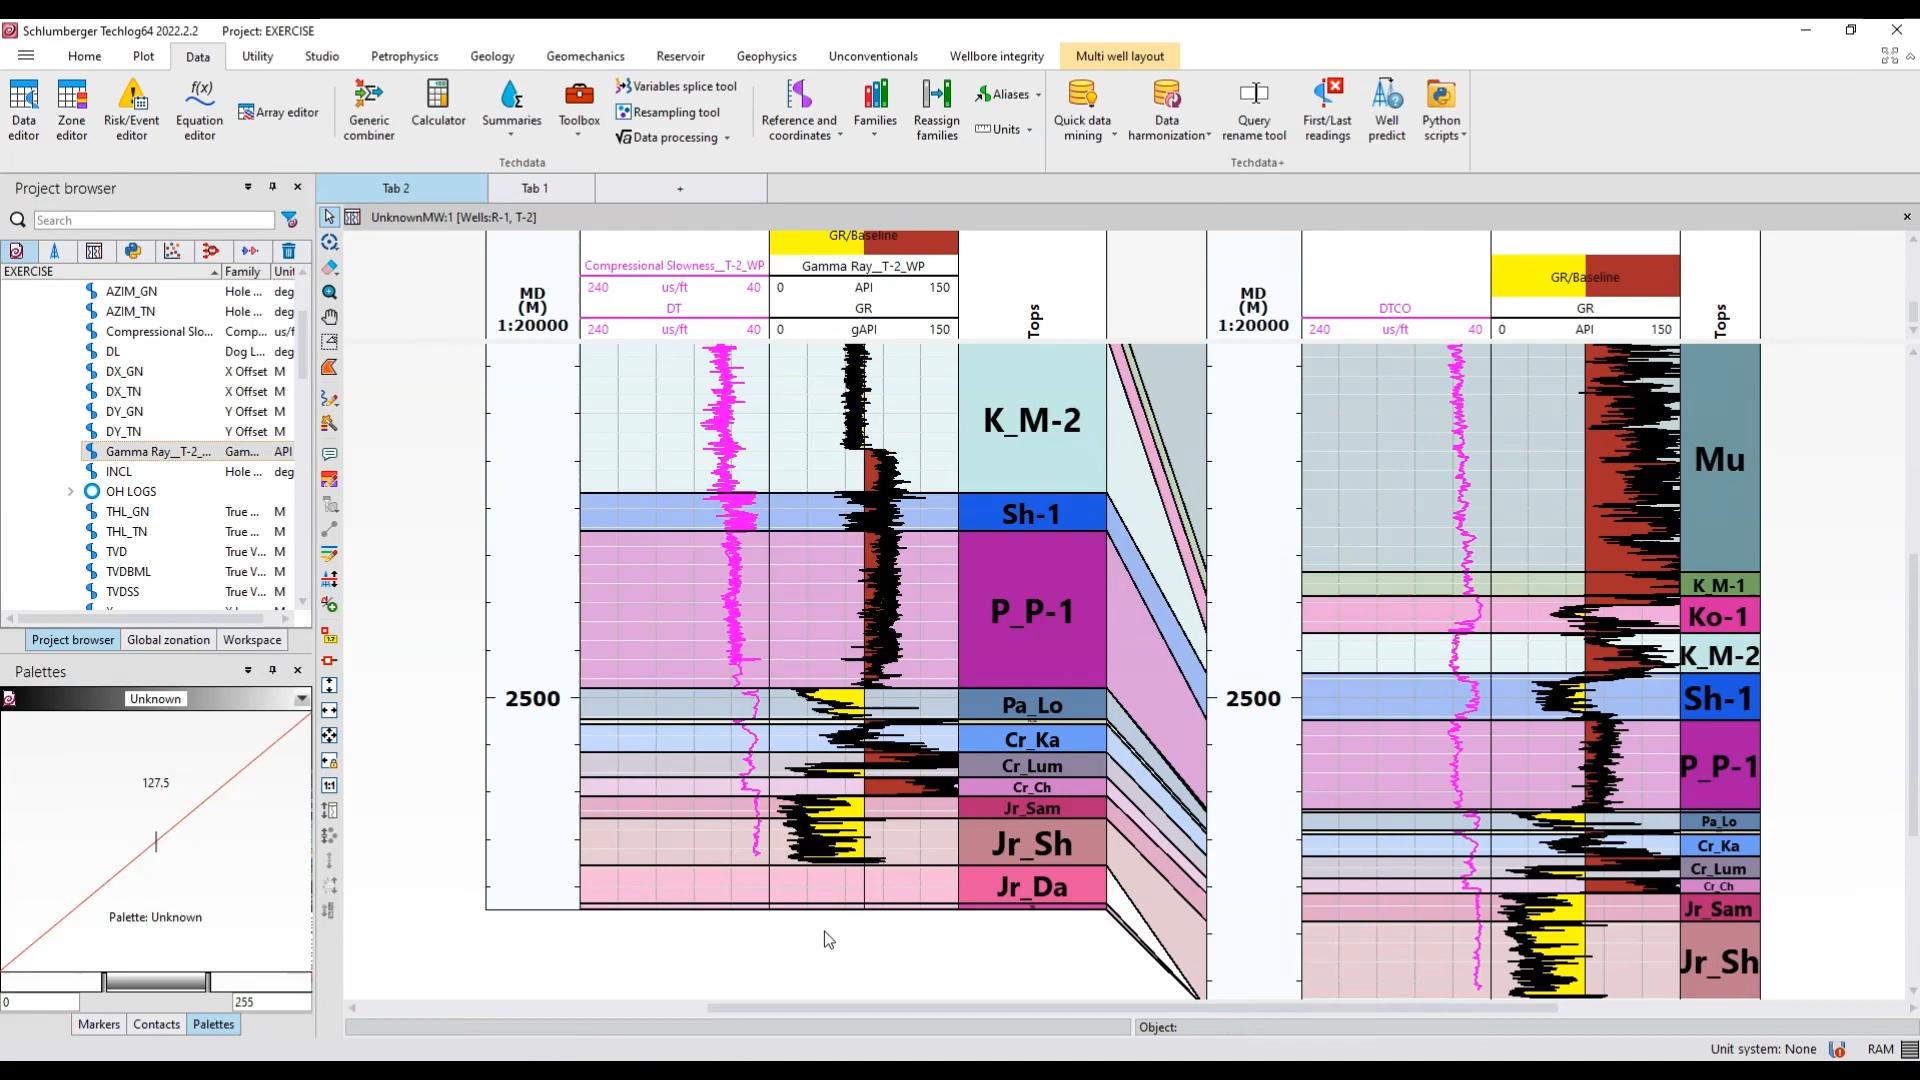 Schlumberger Techlog64 2022.2.2 Project: EXERCISE
Home Plot Data Utility Studio Petrophysics Geology Geomechanics Reservoir Geophysics Unconventionals Wellbore integrity Multi well layout
Data editor
Zone editor
Risk/Event editor
f(x)
Equation editor
Array editor
Generic combiner
Calculator
Summaries
Toolbox
Variables splice tool
Resampling tool
Data processing
Reference and coordinates
Families
Reassign families
Aliases
Units
Quick data mining
Data harmonization
Query rename tool
First/Last readings
Well predict
Python scripts
Techdata
Techdata+
Project browser
Tab 2
Tab 1
+
Search
UnknownMW:1 [Wells:R-1, T-2]
EXERCISE Family Unit
AZIM_GN Hole ... deg
AZIM_TN Hole ... deg
Compressional Slo... Comp... us/f
DL Dog L... deg
DX_GN X Offset M
DX_TN X Offset M
DY_GN Y Offset M
DY_TN Y Offset M
Gamma Ray__T-2_... Gam... API
INCL Hole ... deg
OH LOGS
THL_GN True ... M
THL_TN True ... M
TVD True V... M
TVDBML True V... M
TVDSS True V... M
Project browser Global zonation Workspace
Palettes
Unknown
127.5
Palette: Unknown
0
255
Markers Contacts Palettes
MD
(M)
1:20000
Compressional Slowness__T-2_WP
240 us/ft 40
DT
240 us/ft 40
GR/Baseline
Gamma Ray__T-2_WP
0 API 150
GR
0 gAPI 150
Tops
K_M-2
Sh-1
P_P-1
2500
Pa_Lo
Cr_Ka
Cr_Lum
Cr_Ch
Jr_Sam
Jr_Sh
Jr_Da
MD
(M)
1:20000
DTCO
240 us/ft 40
GR/Baseline
GR
0 API 150
Tops
Mu
K_M-1
Ko-1
K_M-2
2500
Sh-1
P_P-1
Pa_Lo
Cr_Ka
Cr_Lum
Cr_Ch
Jr_Sam
Jr_Sh
Object:
Unit system: None
RAM